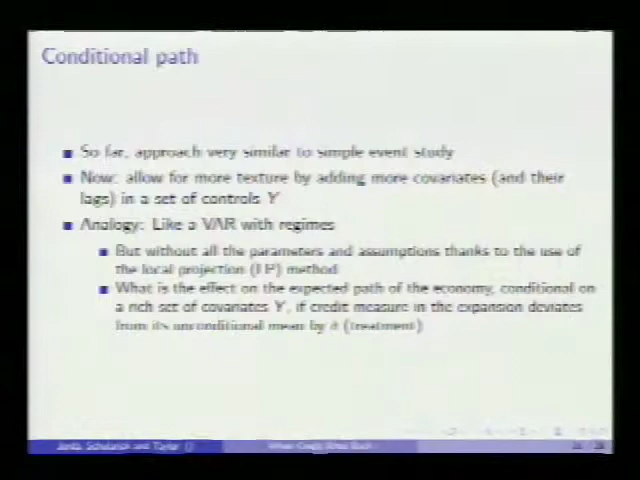 Conditional path
So far, approach very similar to simple event study
Now: allow for more texture by adding more covariates (and their
lags) in a set of controls Y
Analogy: Like a VAR with regimes
But without all the parameters and assumptions thanks to the use of
the local projection (LP) method
What is the effect on the expected path of the economy, conditional on
a rich set of covariates Y, if credit measure in the expansion deviates
from its unconditional mean by δ (treatment)
Jordà, Schularick and Taylor ()
When Credit Bites Back